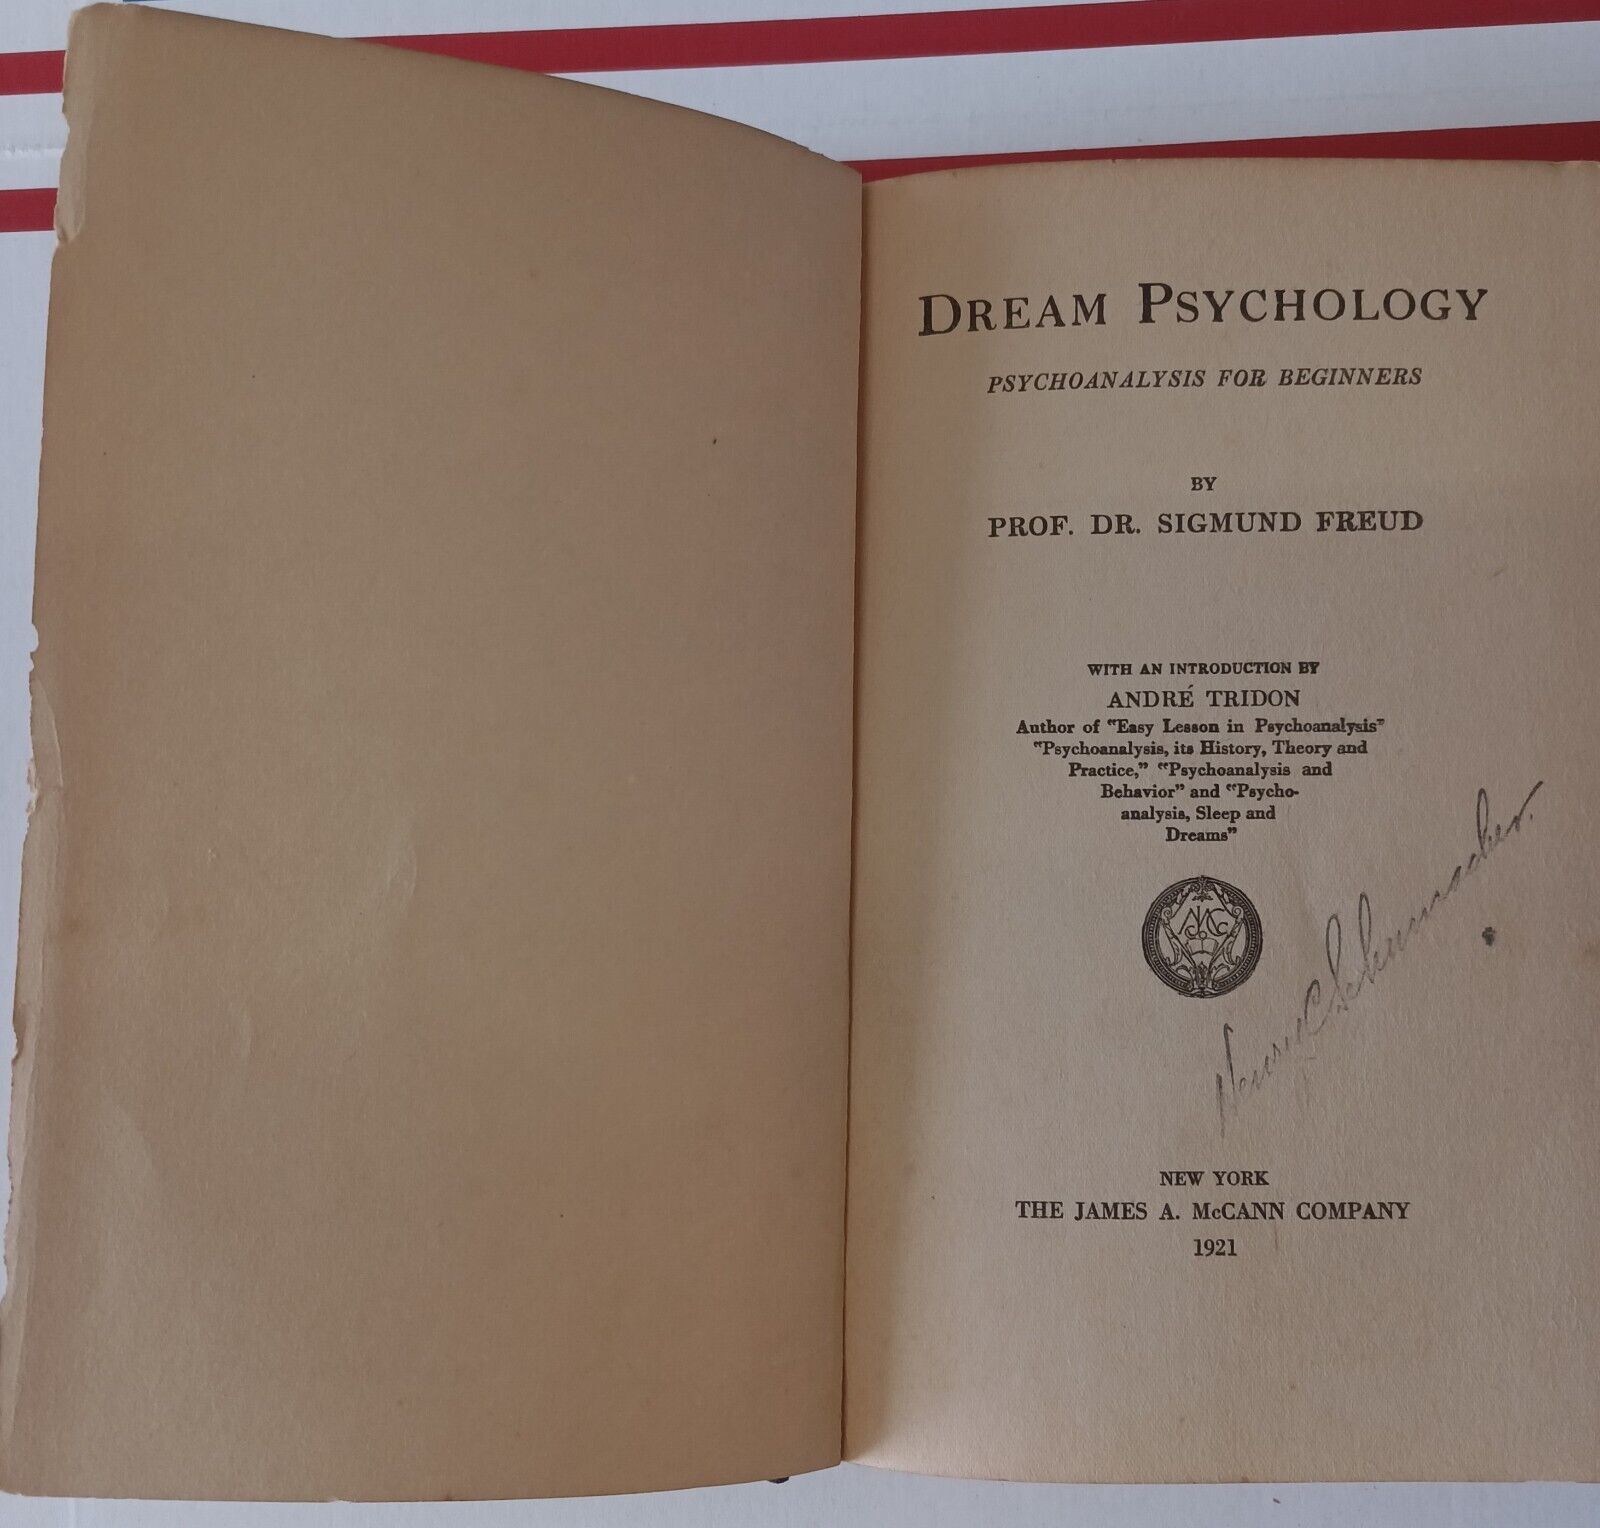 DREAM PSYCHOLOGY
PSYCHOANALYSIS FOR BEGINNERS
BY
PROF. DR. SIGMUND FREUD
WITH AN INTRODUCTION BY
ANDRÉ TRIDON
Author of "Easy Lesson in Psychoanalysis"
"Psychoanalysis, its History, Theory and
Practice," "Psychoanalysis and
Behavior" and "Psycho-
analysis, Sleep and
Dreams"
Henry C Schumacher.
NEW YORK
THE JAMES A. McCANN COMPANY
1921